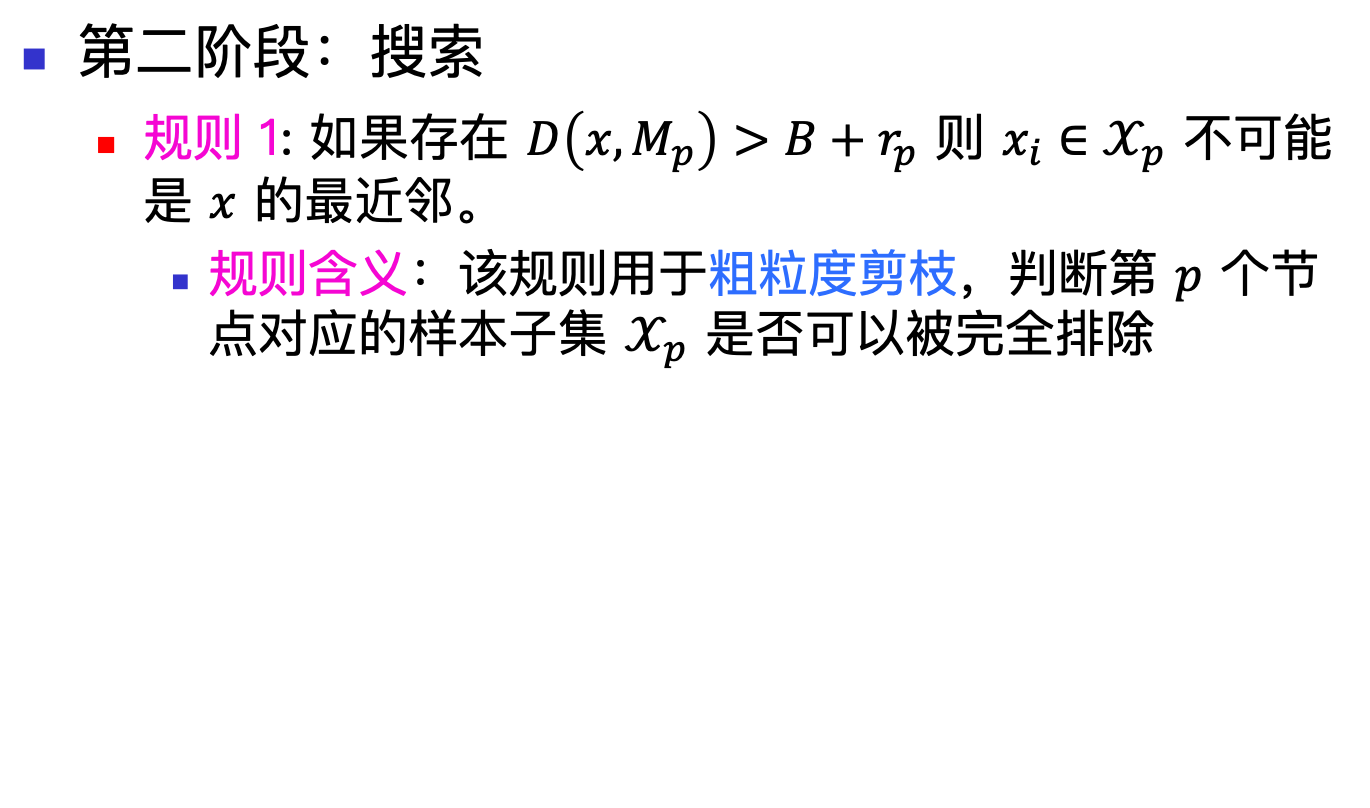 第二阶段：搜索
规则 1: 如果存在 D(x, M_p) > B + r_p 则 x_i ∈ 𝒳_p 不可能
是 x 的最近邻。
规则含义：该规则用于粗粒度剪枝，判断第 p 个节
点对应的样本子集 𝒳_p 是否可以被完全排除